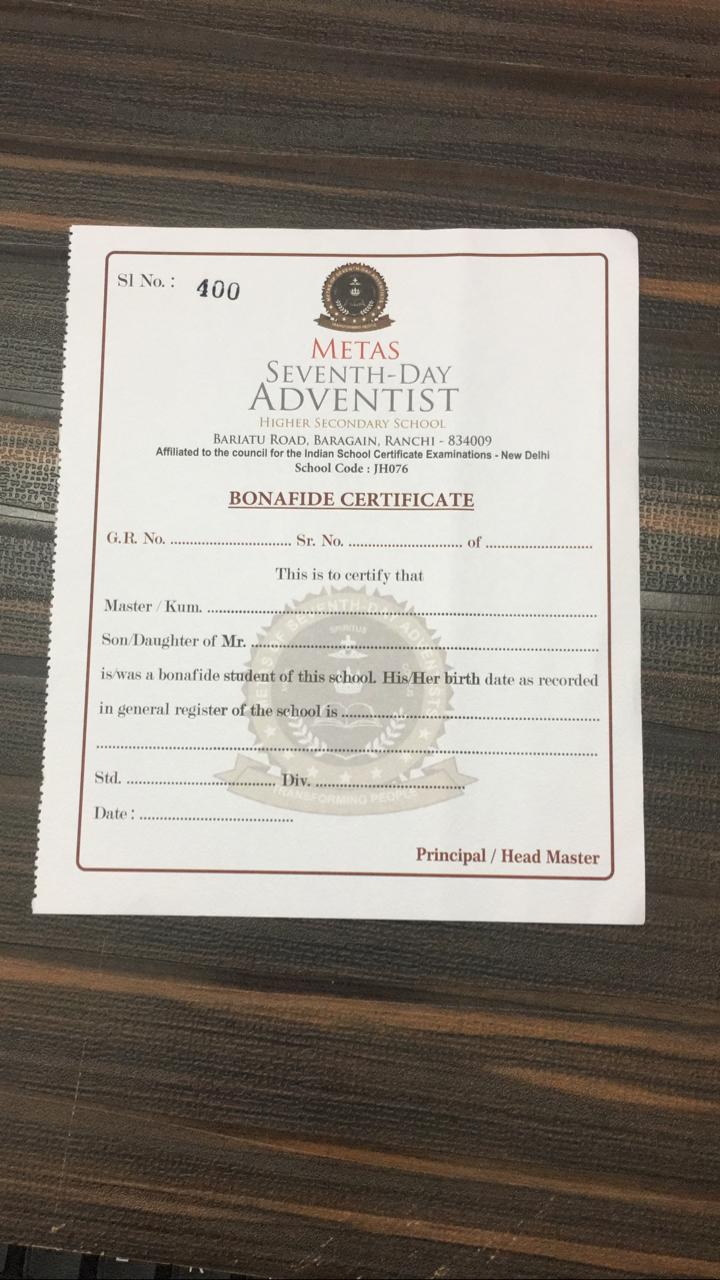 Sl No. : 400
METAS
SEVENTH-DAY
ADVENTIST
HIGHER SECONDARY SCHOOL
BARIATU ROAD, BARAGAIN, RANCHI - 834009
Affiliated to the council for the Indian School Certificate Examinations - New Delhi
School Code : JH076
BONAFIDE CERTIFICATE
G.R. No. .............................. Sr. No. ............................ of ..........................
This is to certify that
Master / Kum. ................................................................
Son/Daughter of Mr. ................................................................
is/was a bonafide student of this school. His/Her birth date as recorded
in general register of the school is ................................................................
................................................................
Std. .................................... Div. ....................................
Date : ......................................
TRANSFORMING PEOPLE
Principal / Head Master